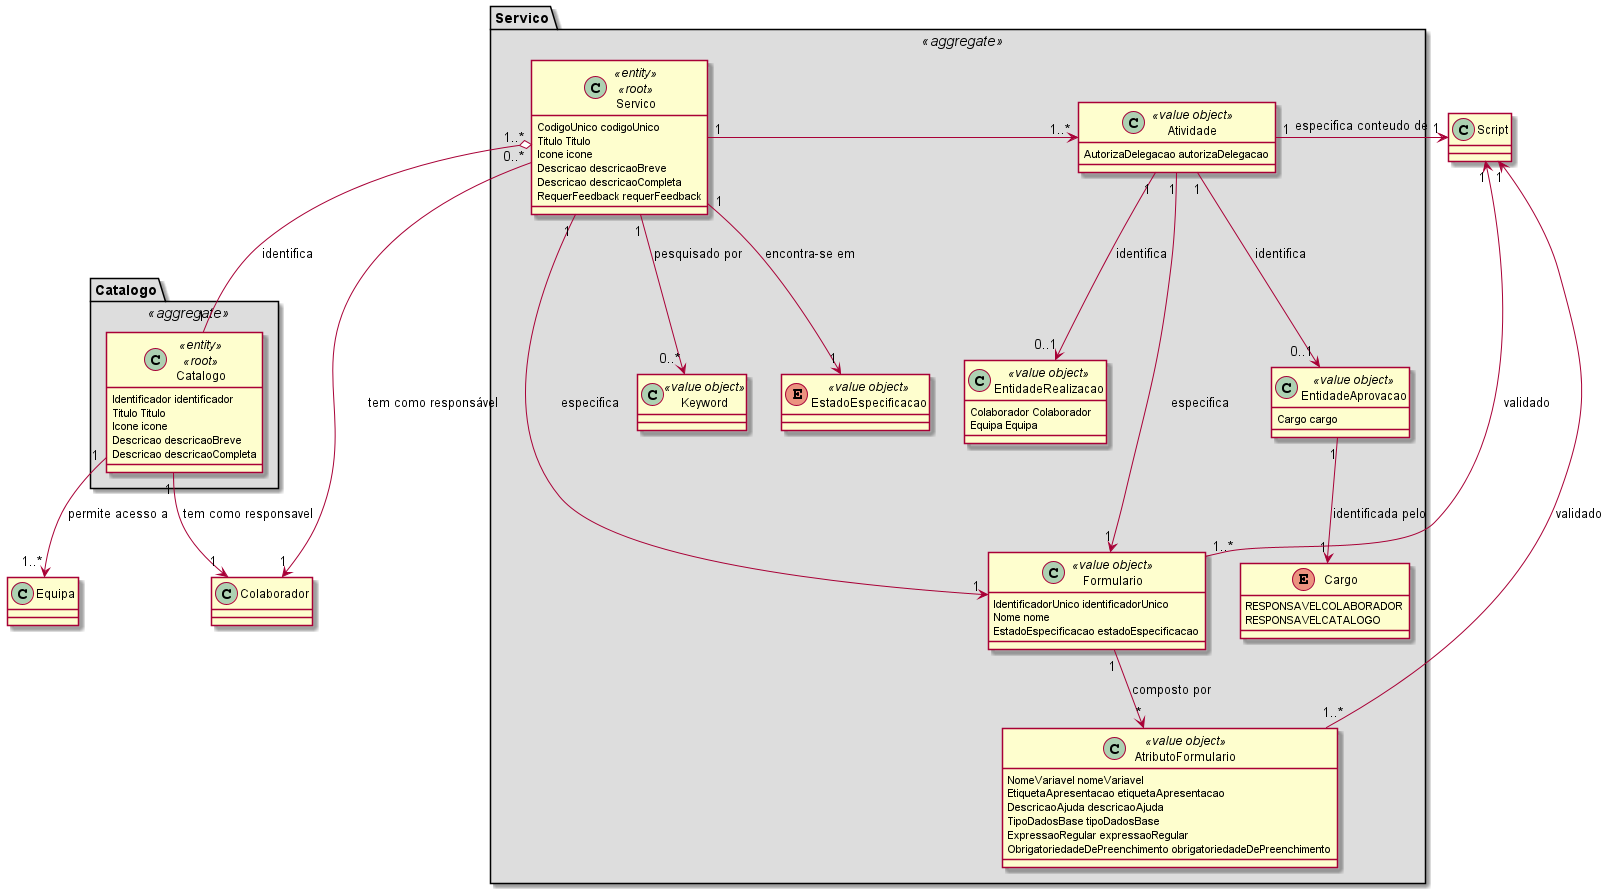 Servico
«aggregate»
«entity»
«root»
C
Servico
CodigoUnico codigoUnico
Titulo Titulo
Icone icone
Descricao descricaoBreve
Descricao descricaoCompleta
RequerFeedback requerFeedback
1
1..*
«value object»
C
Atividade
AutorizaDelegacao autorizaDelegacao
1
especifica conteudo de
1
C
Script
1..*
0..*
1
1
1
1
1
1
1
1
identifica
pesquisado por
encontra-se em
identifica
identifica
Catalogo
«aggregate»
1
«entity»
«root»
C
Catalogo
Identificador identificador
Titulo Titulo
Icone icone
Descricao descricaoBreve
Descricao descricaoCompleta
0..*
1
0..1
0..1
C
«value object»
Keyword
E
«value object»
EstadoEspecificacao
C
«value object»
EntidadeRealizacao
Colaborador Colaborador
Equipa Equipa
C
«value object»
EntidadeAprovacao
Cargo cargo
tem como responsável
especifica
especifica
validado
1
1
1
permite acesso a
tem como responsavel
identificada pelo
validado
1..*
1
1
1
1..*
1
C
Equipa
C
Colaborador
1
C
«value object»
Formulario
IdentificadorUnico identificadorUnico
Nome nome
EstadoEspecificacao estadoEspecificacao
E
Cargo
RESPONSAVELCOLABORADOR
RESPONSAVELCATALOGO
1
composto por
*
1..*
C
«value object»
AtributoFormulario
NomeVariavel nomeVariavel
EtiquetaApresentacao etiquetaApresentacao
DescricaoAjuda descricaoAjuda
TipoDadosBase tipoDadosBase
ExpressaoRegular expressaoRegular
ObrigatoriedadeDePreenchimento obrigatoriedadeDePreenchimento